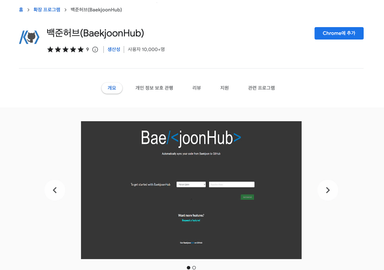 홈 > 확장 프로그램 > 백준허브(BaekjoonHub)
백준허브(BaekjoonHub)
Chrome에 추가
★★★★★ 9 ⓘ | 생산성 | 사용자 10,000+명
개요 개인 정보 보호 관행 리뷰 지원 관련 프로그램
Bae/<joonHub>
Automatically sync your code from Baekjoon to GitHub
To get started with BaekjoonHub
Want more features?